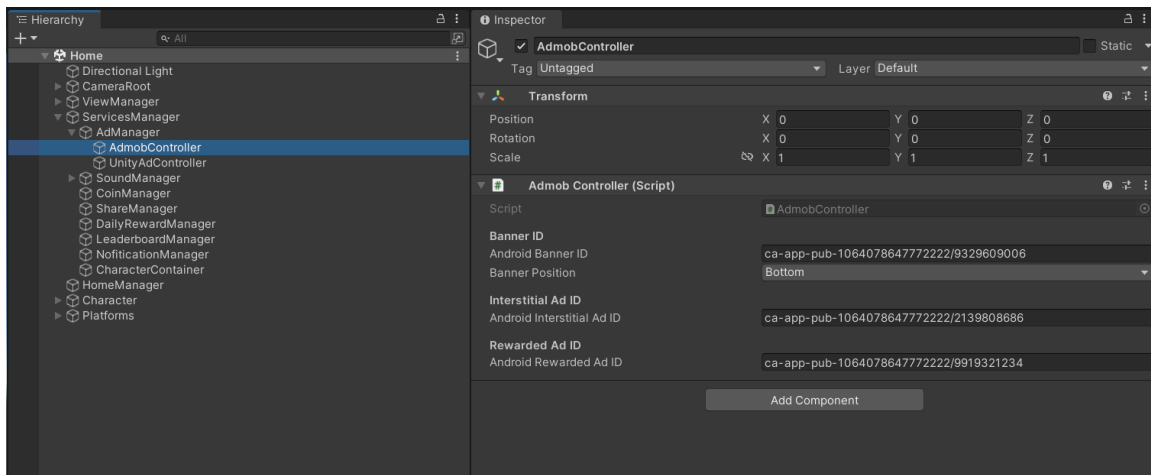 Hierarchy
All
Home
Directional Light
CameraRoot
ViewManager
ServicesManager
AdManager
AdmobController
UnityAdController
SoundManager
CoinManager
ShareManager
DailyRewardManager
LeaderboardManager
NofiticationManager
CharacterContainer
HomeManager
Character
Platforms
Inspector
AdmobController Static
Tag Untagged Layer Default
Transform
Position X 0 Y 0 Z 0
Rotation X 0 Y 0 Z 0
Scale X 1 Y 1 Z 1
# Admob Controller (Script)
Script AdmobController
Banner ID
Android Banner ID ca-app-pub-1064078647772222/9329609006
Banner Position Bottom
Interstitial Ad ID
Android Interstitial Ad ID ca-app-pub-1064078647772222/2139808686
Rewarded Ad ID
Android Rewarded Ad ID ca-app-pub-1064078647772222/9919321234
Add Component